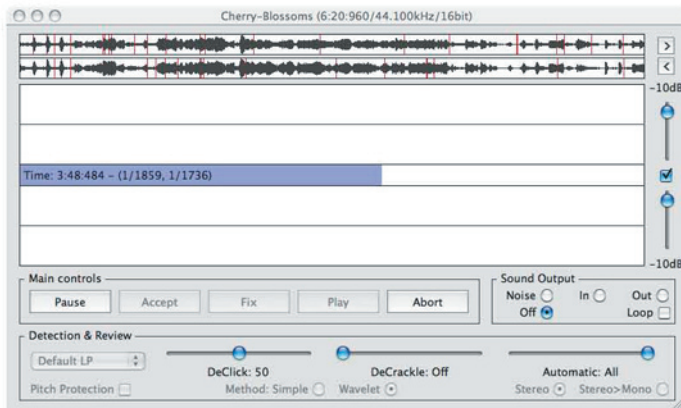 Cherry-Blossoms (6:20:960/44.100kHz/16bit)
>
<
-10dB
Time: 3:48:484 – (1/1859, 1/1736)
-10dB
Main controls
Pause Accept Fix Play Abort
Sound Output
Noise In Out
Off Loop
Detection & Review
Default LP
DeClick: 50 DeCrackle: Off Automatic: All
Pitch Protection Method: Simple Wavelet Stereo Stereo>Mono